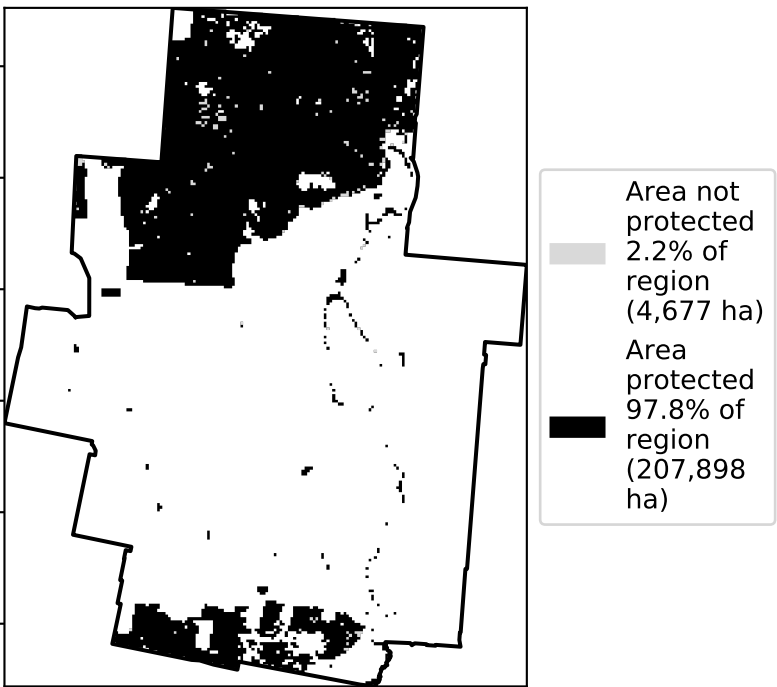 Area not
protected
2.2% of
region
(4,677 ha)
Area
protected
97.8% of
region
(207,898
ha)